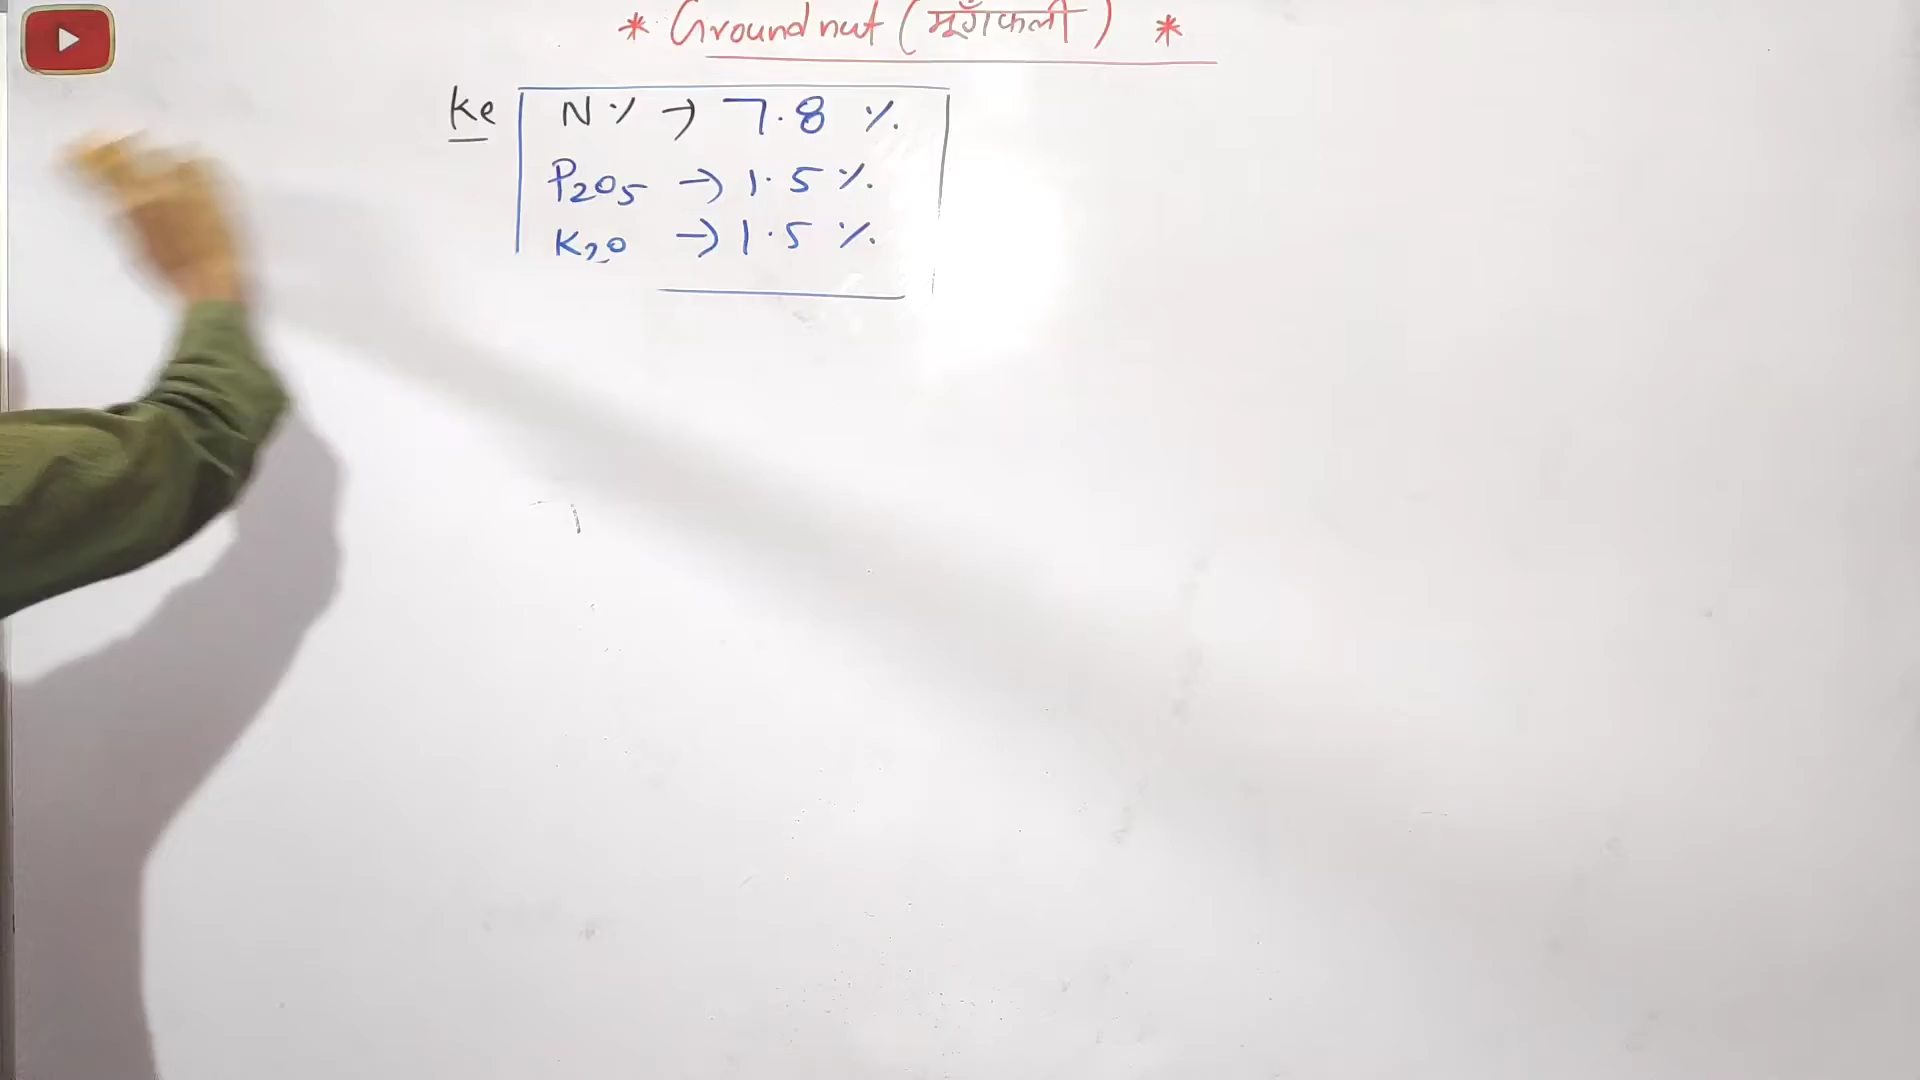 * Groundnut (मूँगफली) *
Ke N % → 7.8 %
P2O5 → 1.5 %
K2O → 1.5 %